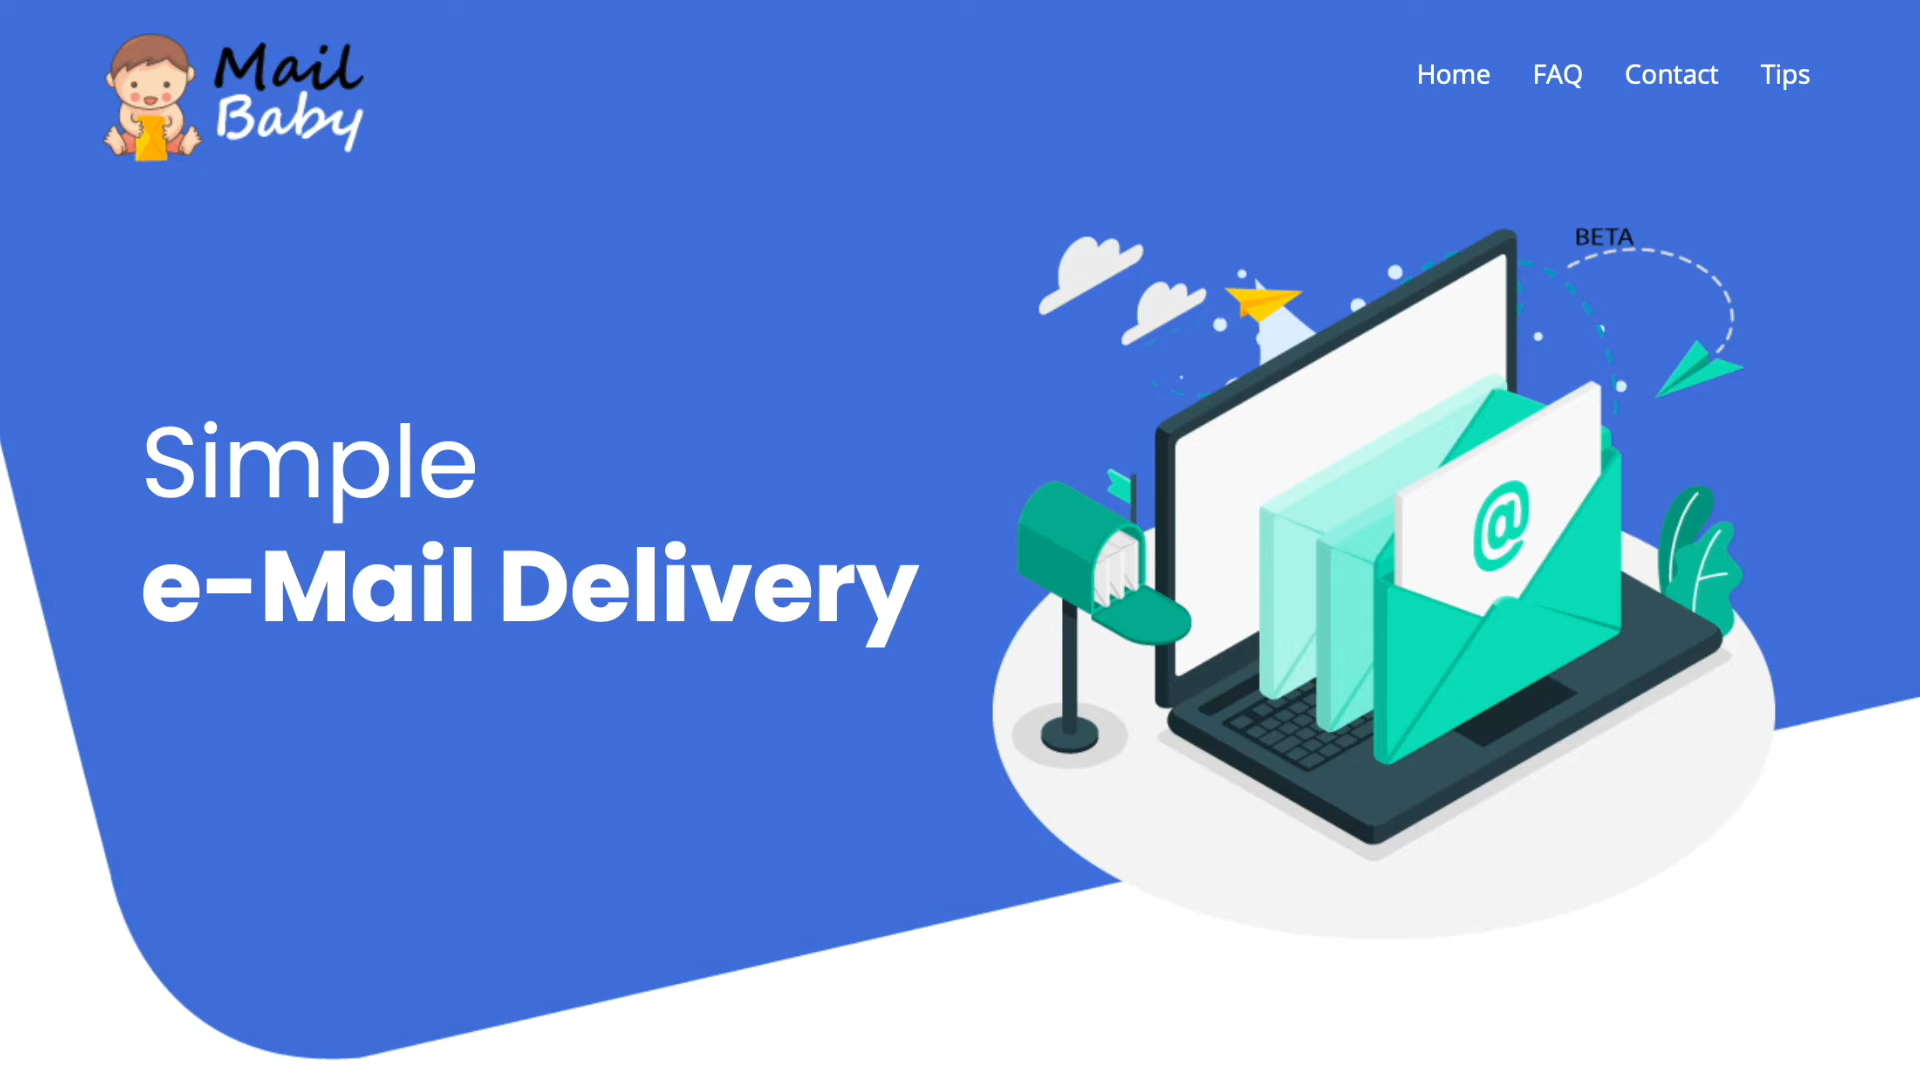 Mail
Baby
Home FAQ Contact Tips
BETA
Simple
e-Mail Delivery
@